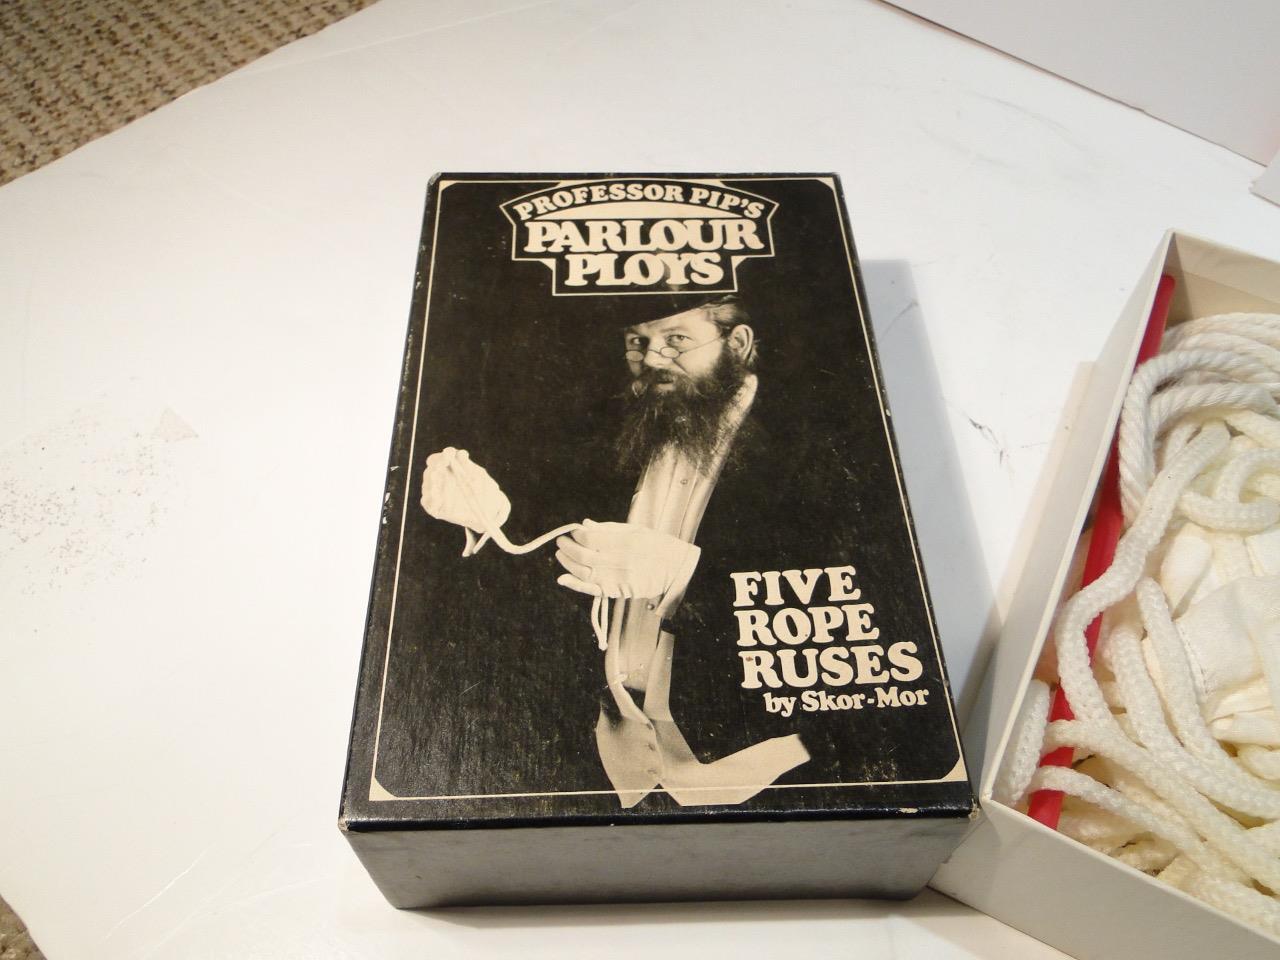 PROFESSOR PIP'S
PARLOUR
PLOYS
FIVE
ROPE
RUSES
by Skor-Mor